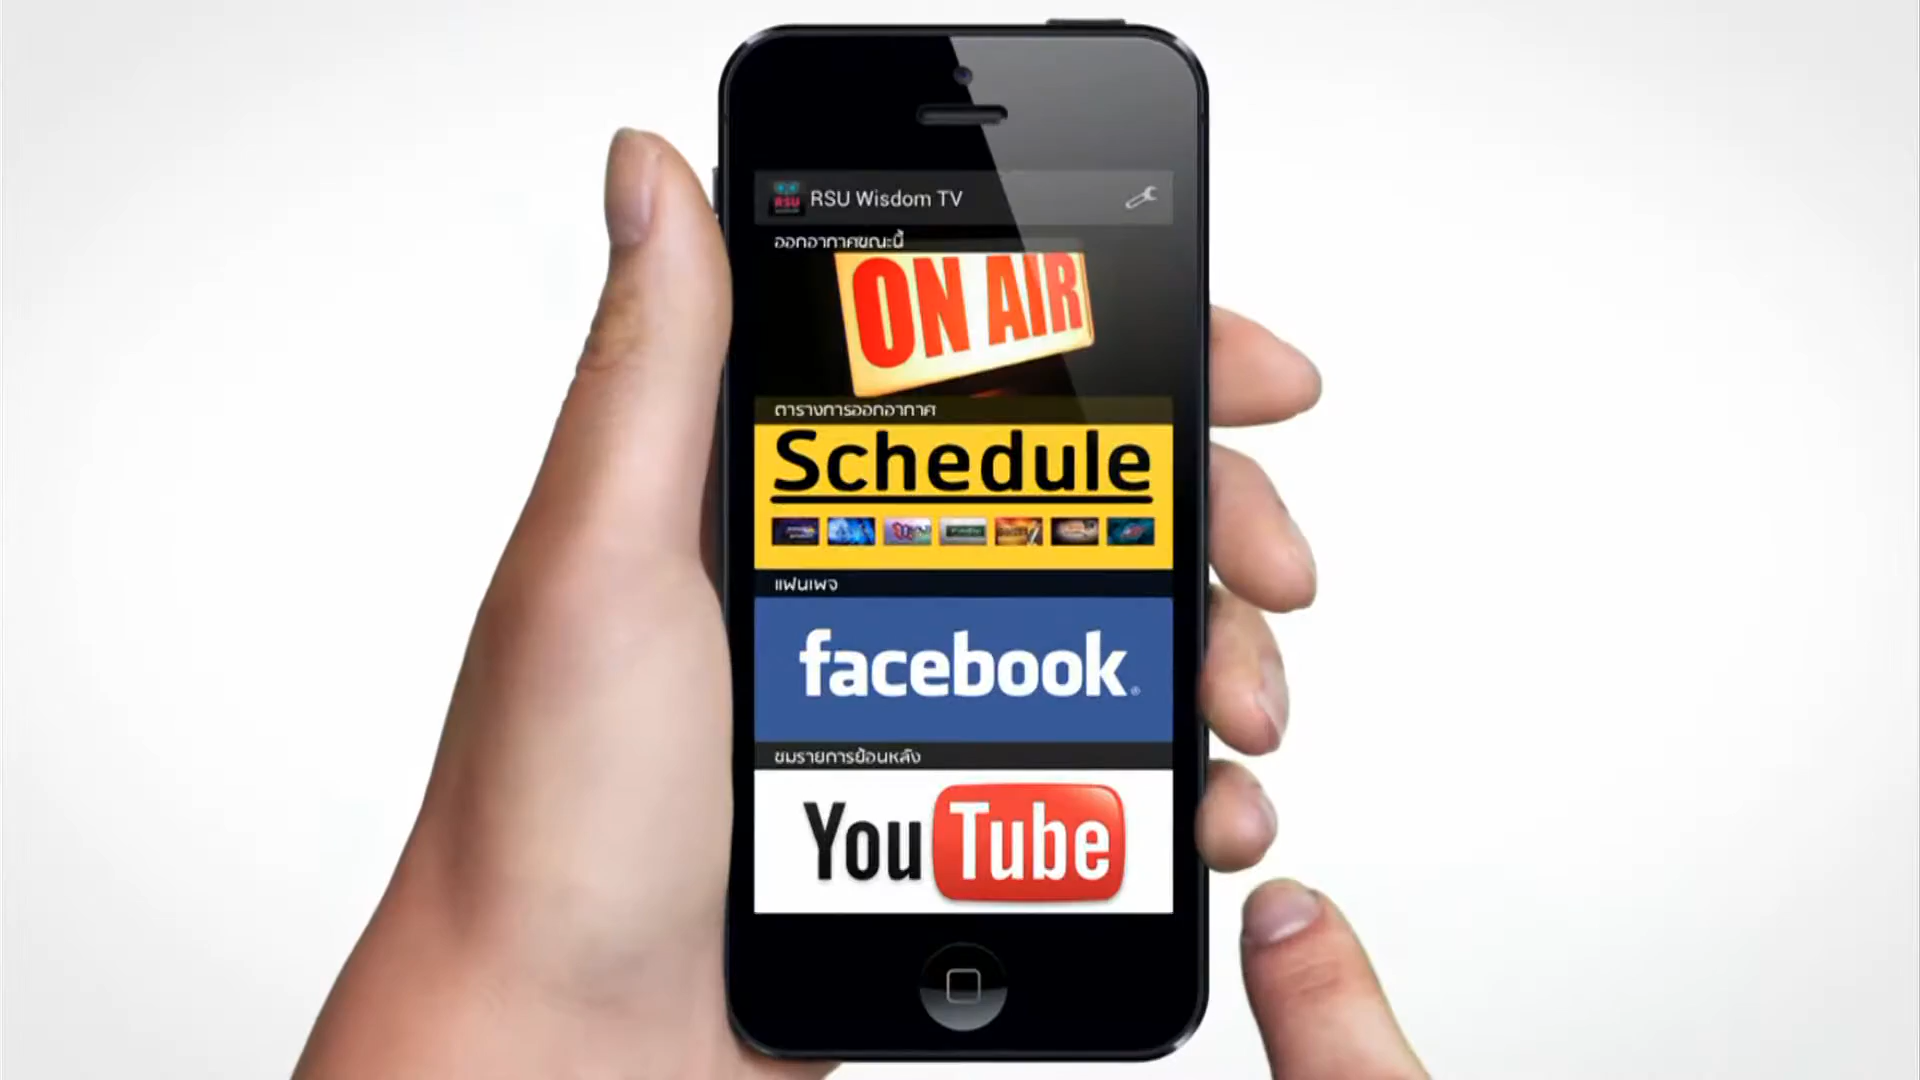 RSU
RSU Wisdom TV
ออกอากาศขณะนี้
ON AIR
ตารางการออกอากาศ
Schedule
แฟนเพจ
facebook
ชมรายการย้อนหลัง
YouTube